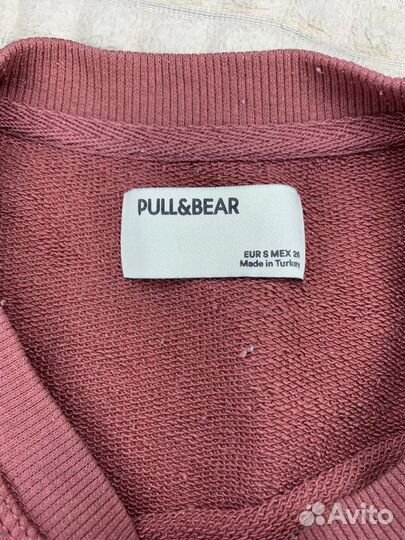 PULL&BEAR
EUR S MEX 26
Made in Turkey
Avito